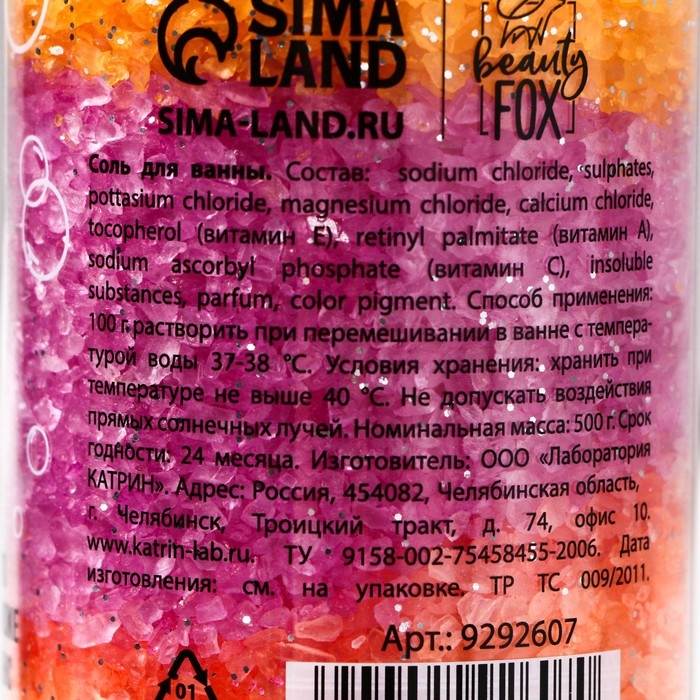 SIMA
LAND
SIMA-LAND.RU
beauty
FOX
Соль для ванны. Состав: sodium chloride, sulphates,
pottasium chloride, magnesium chloride, calcium chloride,
tocopherol (витамин E), retinyl palmitate (витамин A),
sodium ascorbyl phosphate (витамин C), insoluble
substances, parfum, color pigment. Способ применения:
100 г растворить при перемешивании в ванне с темпера-
турой воды 37-38 °С. Условия хранения: хранить при
температуре не выше 40 °С. Не допускать воздействия
прямых солнечных лучей. Номинальная масса: 500 г. Срок
годности: 24 месяца. Изготовитель: ООО «Лаборатория
КАТРИН». Адрес: Россия, 454082, Челябинская область,
г. Челябинск, Троицкий тракт, д. 74, офис 10.
www.katrin-lab.ru. ТУ 9158-002-75458455-2006. Дата
изготовления: см. на упаковке. ТР ТС 009/2011.
Арт.: 9292607
01